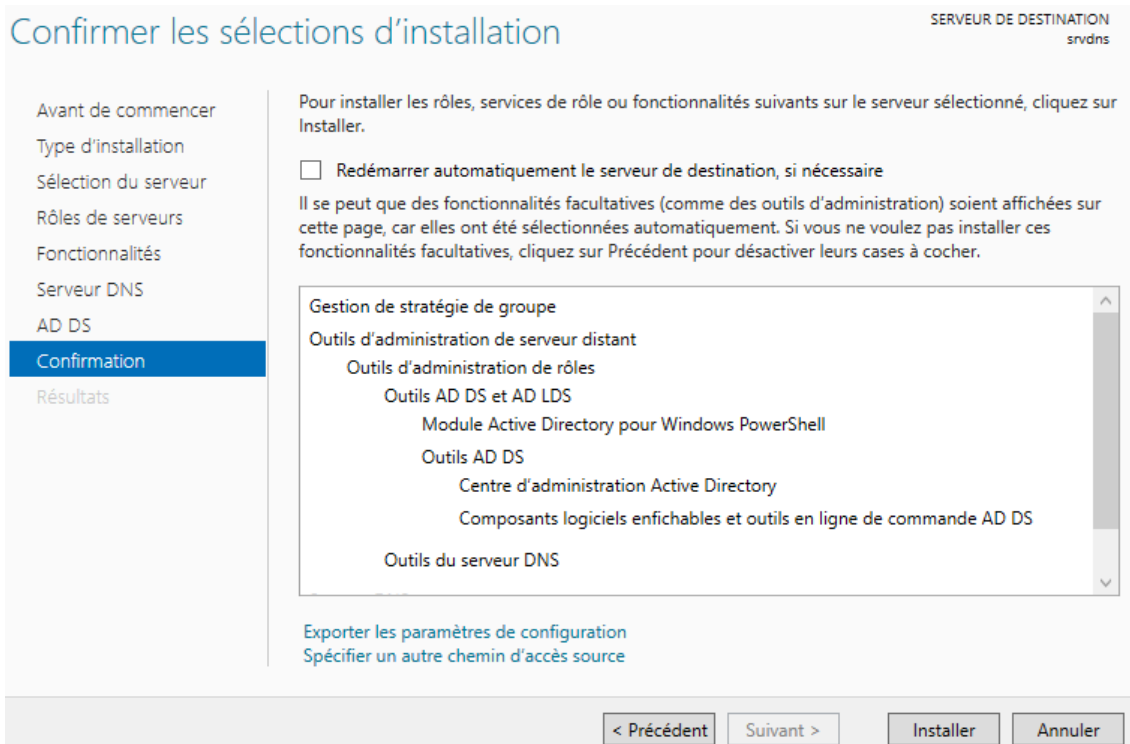 Confirmer les sélections d'installation
SERVEUR DE DESTINATION
srvdns
Avant de commencer
Type d'installation
Sélection du serveur
Rôles de serveurs
Fonctionnalités
Serveur DNS
AD DS
Confirmation
Résultats
Pour installer les rôles, services de rôle ou fonctionnalités suivants sur le serveur sélectionné, cliquez sur
Installer.
Redémarrer automatiquement le serveur de destination, si nécessaire
Il se peut que des fonctionnalités facultatives (comme des outils d'administration) soient affichées sur
cette page, car elles ont été sélectionnées automatiquement. Si vous ne voulez pas installer ces
fonctionnalités facultatives, cliquez sur Précédent pour désactiver leurs cases à cocher.
Gestion de stratégie de groupe
Outils d'administration de serveur distant
Outils d'administration de rôles
Outils AD DS et AD LDS
Module Active Directory pour Windows PowerShell
Outils AD DS
Centre d'administration Active Directory
Composants logiciels enfichables et outils en ligne de commande AD DS
Outils du serveur DNS
Exporter les paramètres de configuration
Spécifier un autre chemin d'accès source
< Précédent
Suivant >
Installer
Annuler